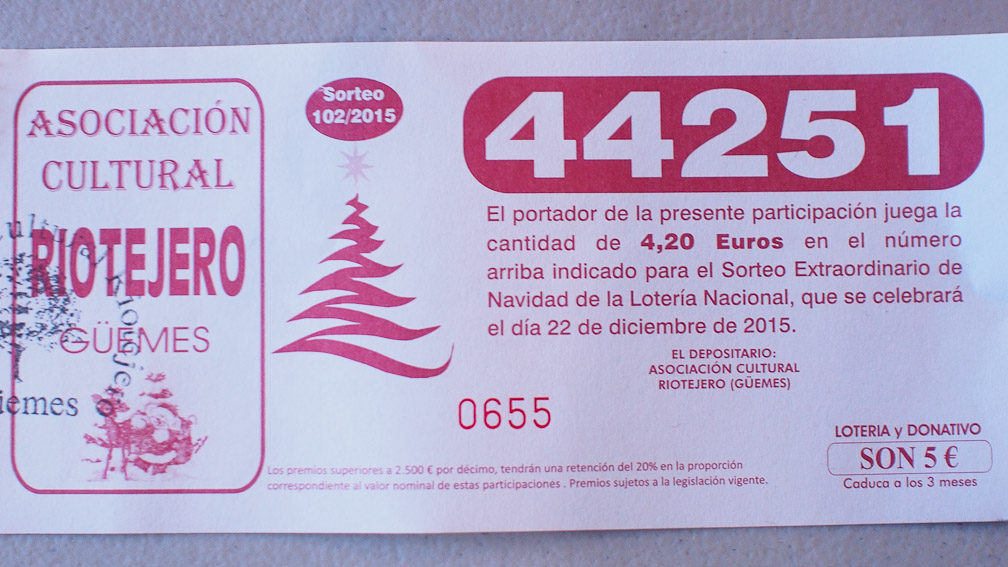 ASOCIACIÓN
CULTURAL
RIOTEJERO
GÜEMES
Sorteo
102/2015
44251
El portador de la presente participación juega la
cantidad de 4,20 Euros en el número
arriba indicado para el Sorteo Extraordinario de
Navidad de la Lotería Nacional, que se celebrará
el día 22 de diciembre de 2015.
EL DEPOSITARIO:
ASOCIACIÓN CULTURAL
RIOTEJERO (GÜEMES)
0655
LOTERIA y DONATIVO
SON 5 €
Caduca a los 3 meses
Los premios superiores a 2.500 € por décimo, tendrán una retención del 20% en la proporción
correspondiente al valor nominal de estas participaciones . Premios sujetos a la legislación vigente.